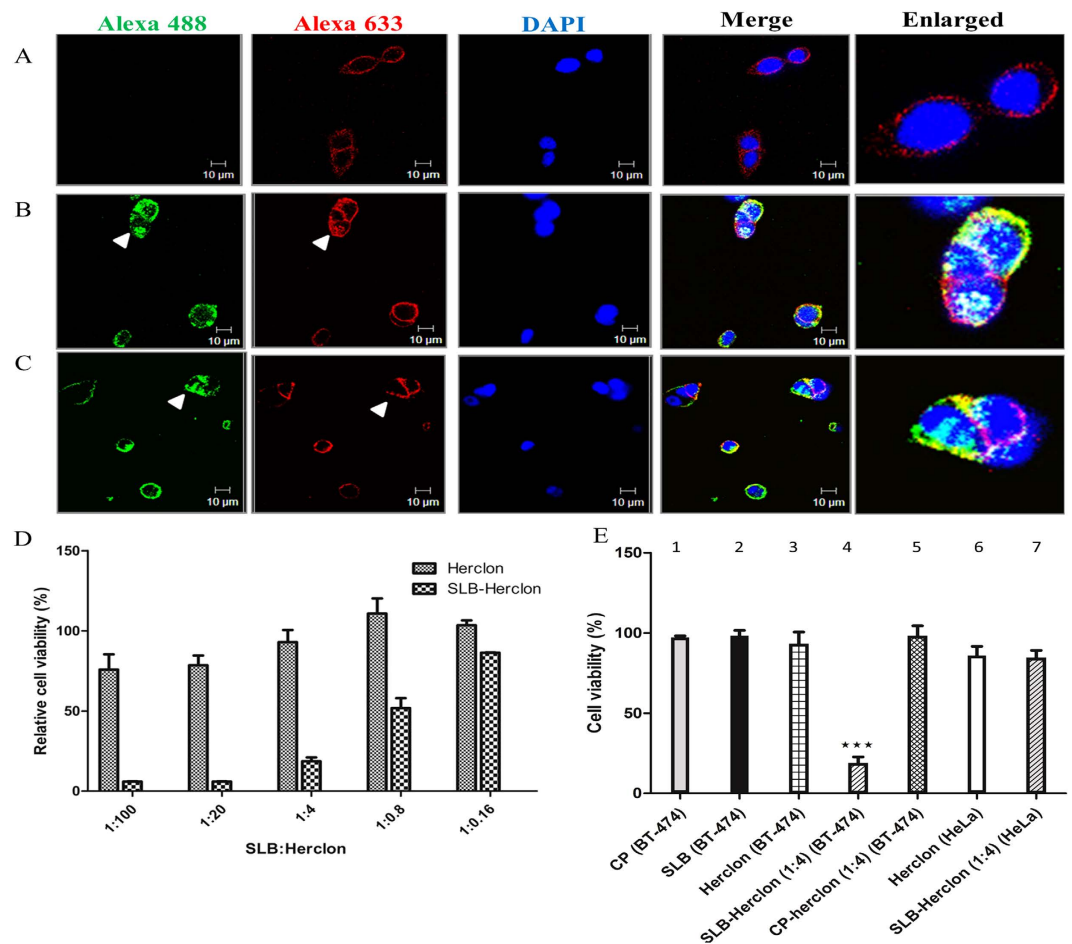 Alexa 488 Alexa 633 DAPI Merge Enlarged
A
10 µm 10 µm 10 µm 10 µm
B
10 µm 10 µm 10 µm 10 µm
C
10 µm 10 µm 10 µm 10 µm
D
150
100
50
0
Relative cell viability (%)
Herclon
SLB-Herclon
1:100 1:20 1:4 1:0.8 1:0.16
SLB:Herclon
E
1 2 3 4 5 6 7
150
100
50
0
Cell viability (%)
★★★
CP (BT-474)
SLB (BT-474)
Herclon (BT-474)
SLB-Herclon (1:4) (BT-474)
CP-herclon (1:4) (BT-474)
Herclon (HeLa)
SLB-Herclon (1:4) (HeLa)